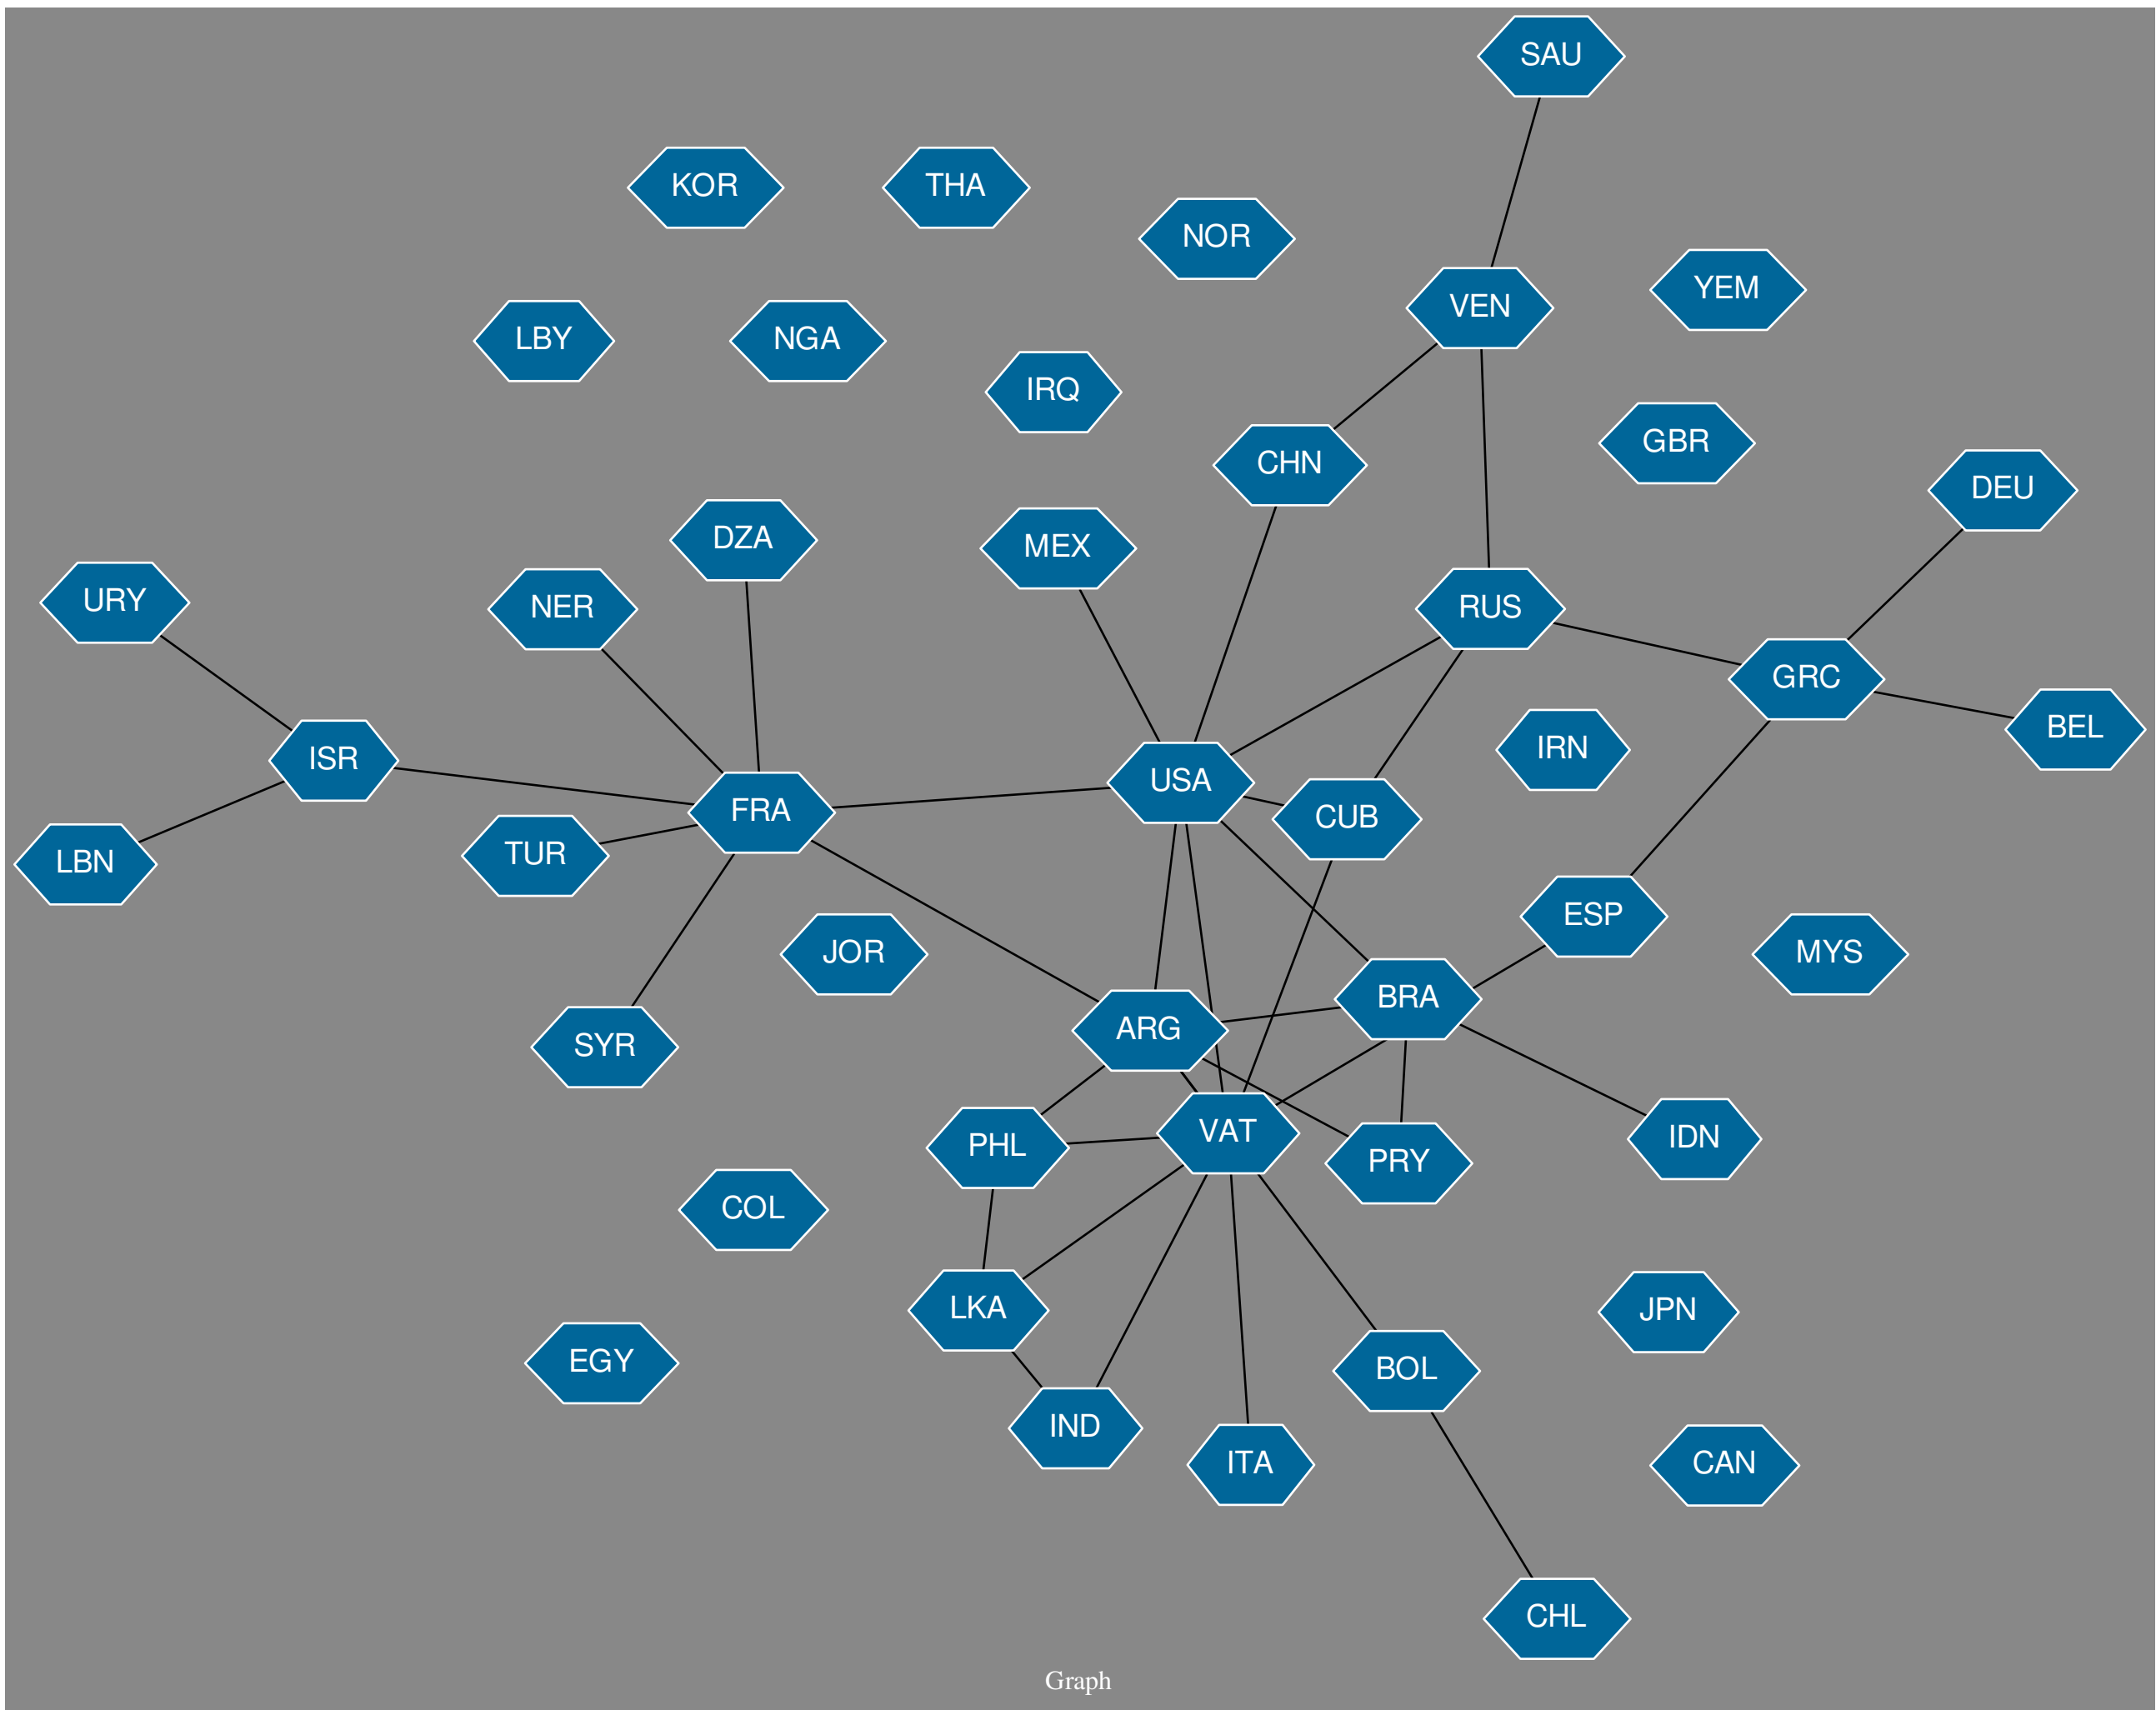 SAU
KOR
THA
NOR
YEM
VEN
LBY
NGA
IRQ
GBR
CHN
DEU
DZA
MEX
URY
NER
RUS
GRC
BEL
IRN
ISR
USA
FRA
CUB
TUR
LBN
ESP
JOR
MYS
BRA
ARG
SYR
VAT
IDN
PHL
PRY
COL
LKA
JPN
EGY
BOL
IND
ITA
CAN
CHL
Graph